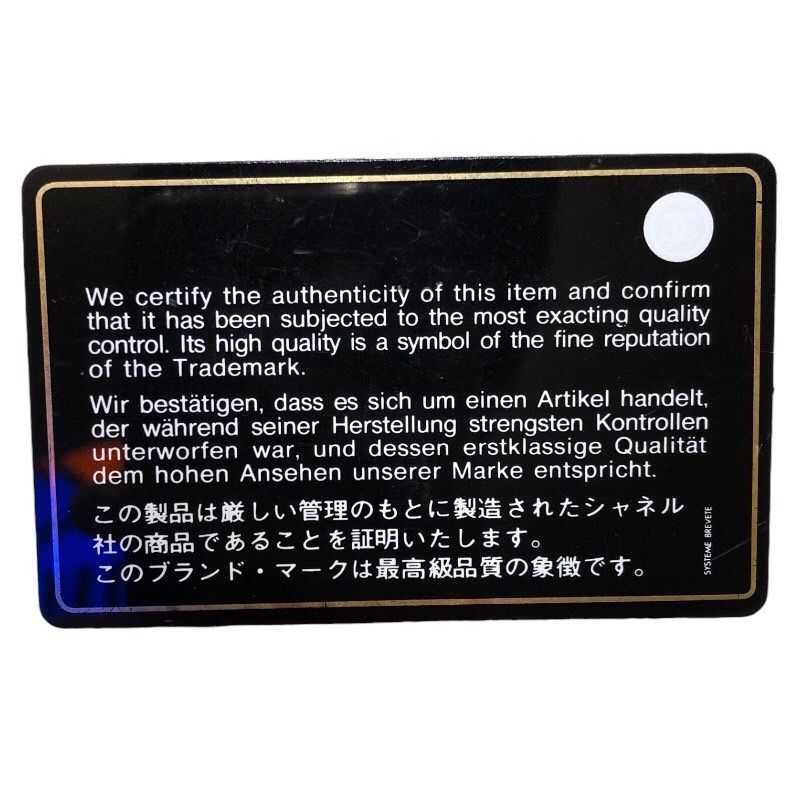 We certify the authenticity of this item and confirm
that it has been subjected to the most exacting quality
control. Its high quality is a symbol of the fine reputation
of the Trademark.
Wir bestätigen, dass es sich um einen Artikel handelt,
der während seiner Herstellung strengsten Kontrollen
unterworfen war, und dessen erstklassige Qualität
dem hohen Ansehen unserer Marke entspricht.
この製品は厳しい管理のもとに製造されたシャネル
社の商品であることを証明いたします。
このブランド・マークは最高級品質の象徴です。
SYSTEME BREVETE